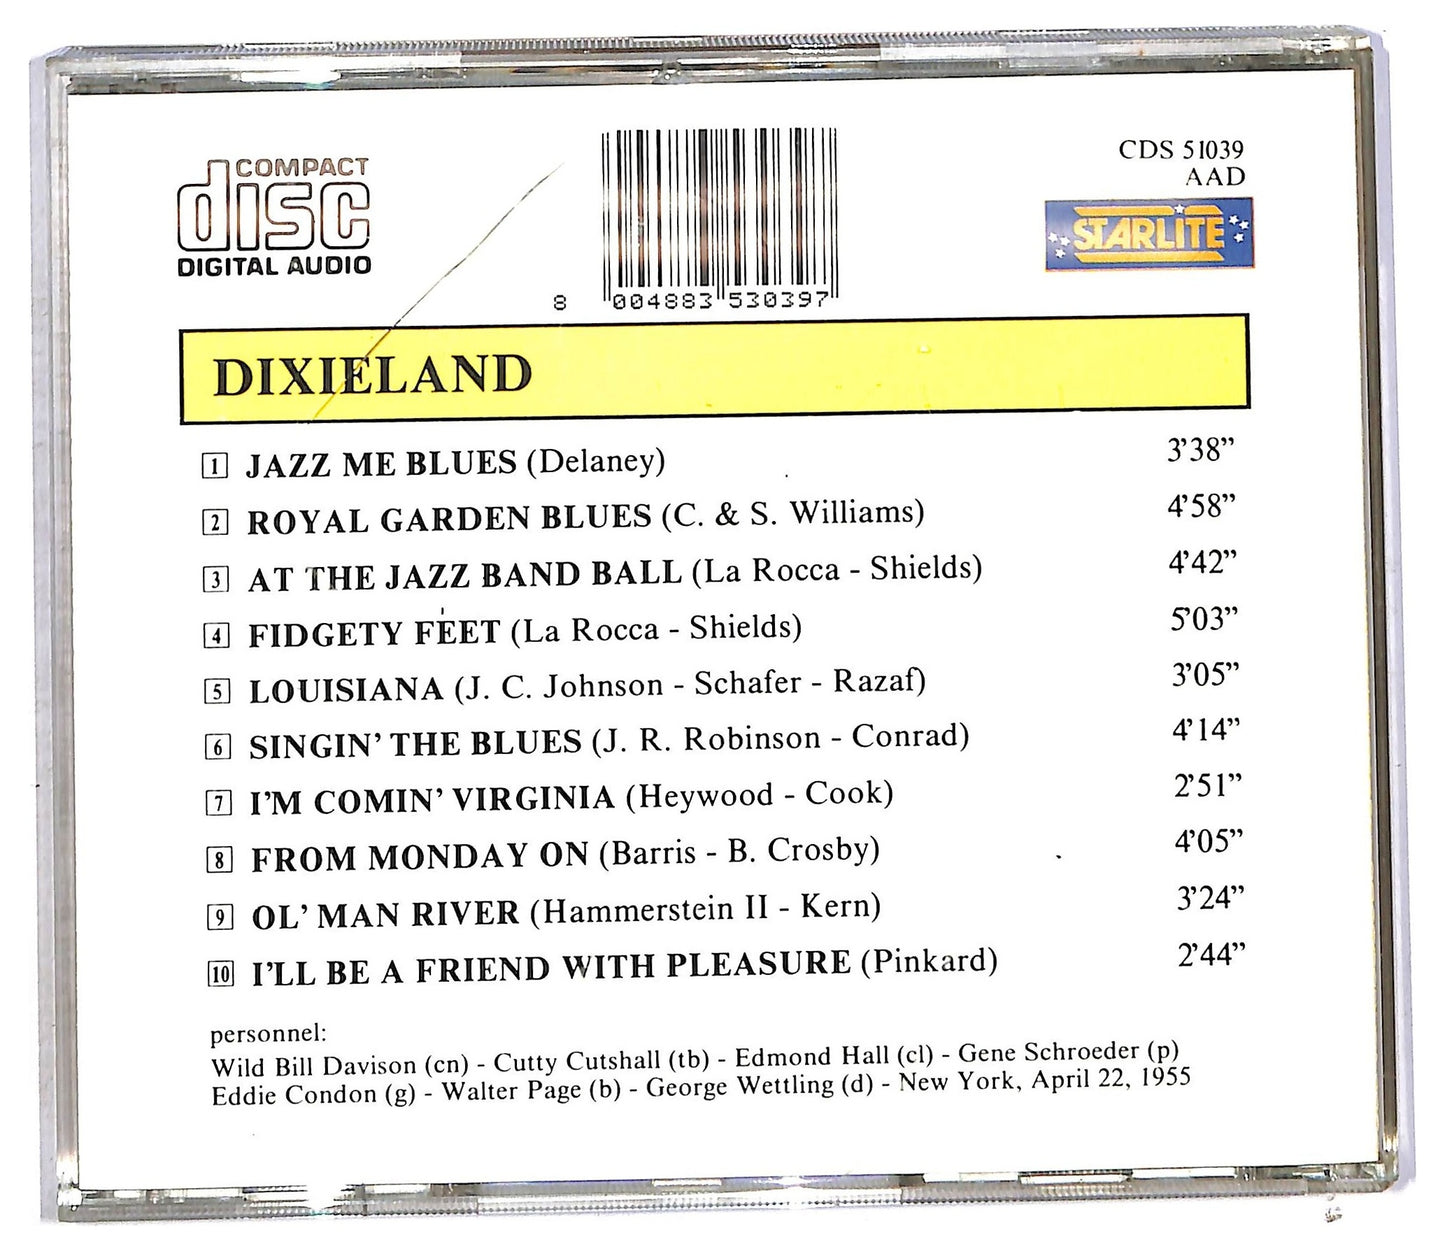 COMPACT
disc
DIGITAL AUDIO
8 004883 530397
CDS 51039
AAD
STARLITE
DIXIELAND
1 JAZZ ME BLUES (Delaney) 3’38”
2 ROYAL GARDEN BLUES (C. & S. Williams) 4’58”
3 AT THE JAZZ BAND BALL (La Rocca - Shields) 4’42”
4 FIDGETY FEET (La Rocca - Shields) 5’03”
5 LOUISIANA (J. C. Johnson - Schafer - Razaf) 3’05”
6 SINGIN’ THE BLUES (J. R. Robinson - Conrad) 4’14”
7 I’M COMIN’ VIRGINIA (Heywood - Cook) 2’51”
8 FROM MONDAY ON (Barris - B. Crosby) 4’05”
9 OL’ MAN RIVER (Hammerstein II - Kern) 3’24”
10 I’LL BE A FRIEND WITH PLEASURE (Pinkard) 2’44”
personnel:
Wild Bill Davison (cn) - Cutty Cutshall (tb) - Edmond Hall (cl) - Gene Schroeder (p)
Eddie Condon (g) - Walter Page (b) - George Wettling (d) - New York, April 22, 1955